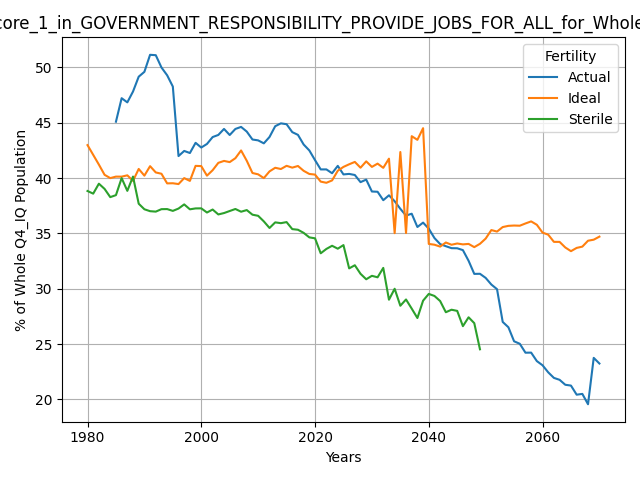 core_1_in_GOVERNMENT_RESPONSIBILITY_PROVIDE_JOBS_FOR_ALL_for_Whole
Fertility
Actual
Ideal
Sterile
% of Whole Q4_IQ Population
50
45
40
35
30
25
20
1980
2000
2020
2040
2060
Years